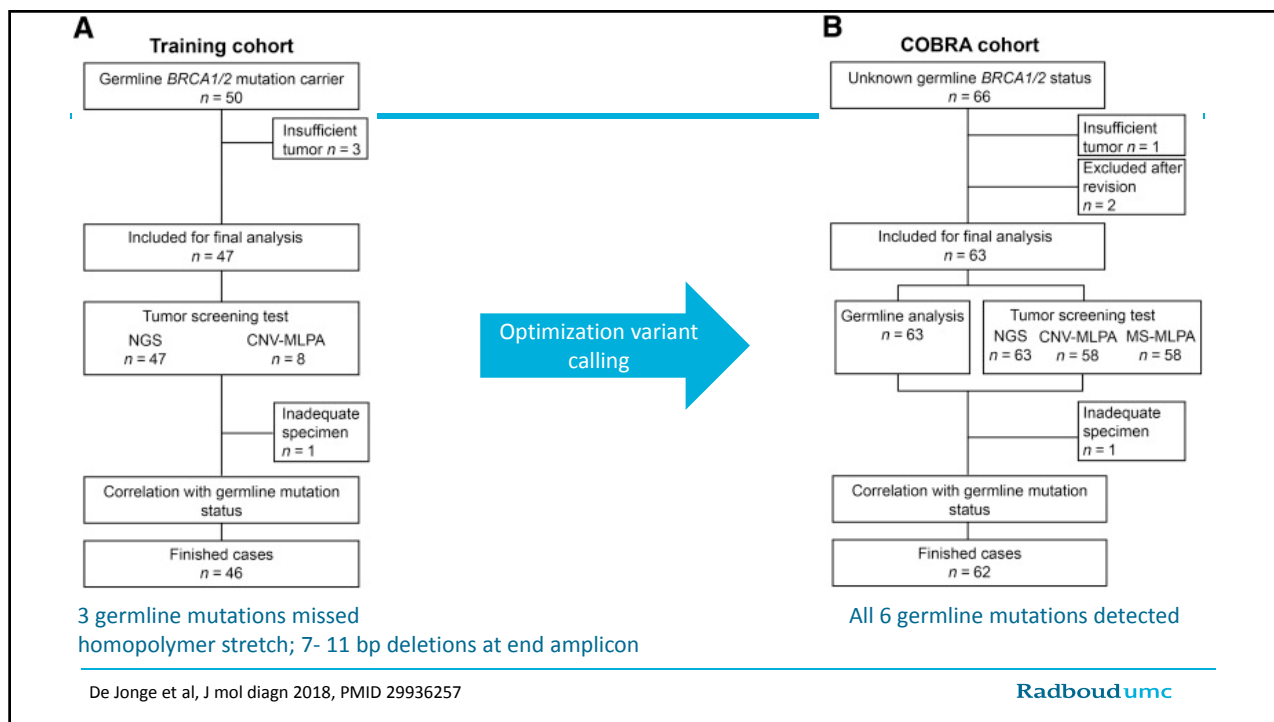 A
Training cohort
Germline BRCA1/2 mutation carrier
n = 50
Insufficient
tumor n = 3
Included for final analysis
n = 47
Tumor screening test
NGS CNV-MLPA
n = 47 n = 8
Inadequate
specimen
n = 1
Correlation with germline mutation
status
Finished cases
n = 46
3 germline mutations missed
homopolymer stretch; 7- 11 bp deletions at end amplicon
Optimization variant
calling
B
COBRA cohort
Unknown germline BRCA1/2 status
n = 66
Insufficient
tumor n = 1
Excluded after
revision
n = 2
Included for final analysis
n = 63
Germline analysis
n = 63
Tumor screening test
NGS CNV-MLPA MS-MLPA
n = 63 n = 58 n = 58
Inadequate
specimen
n = 1
Correlation with germline mutation
status
Finished cases
n = 62
All 6 germline mutations detected
De Jonge et al, J mol diagn 2018, PMID 29936257
Radboudumc